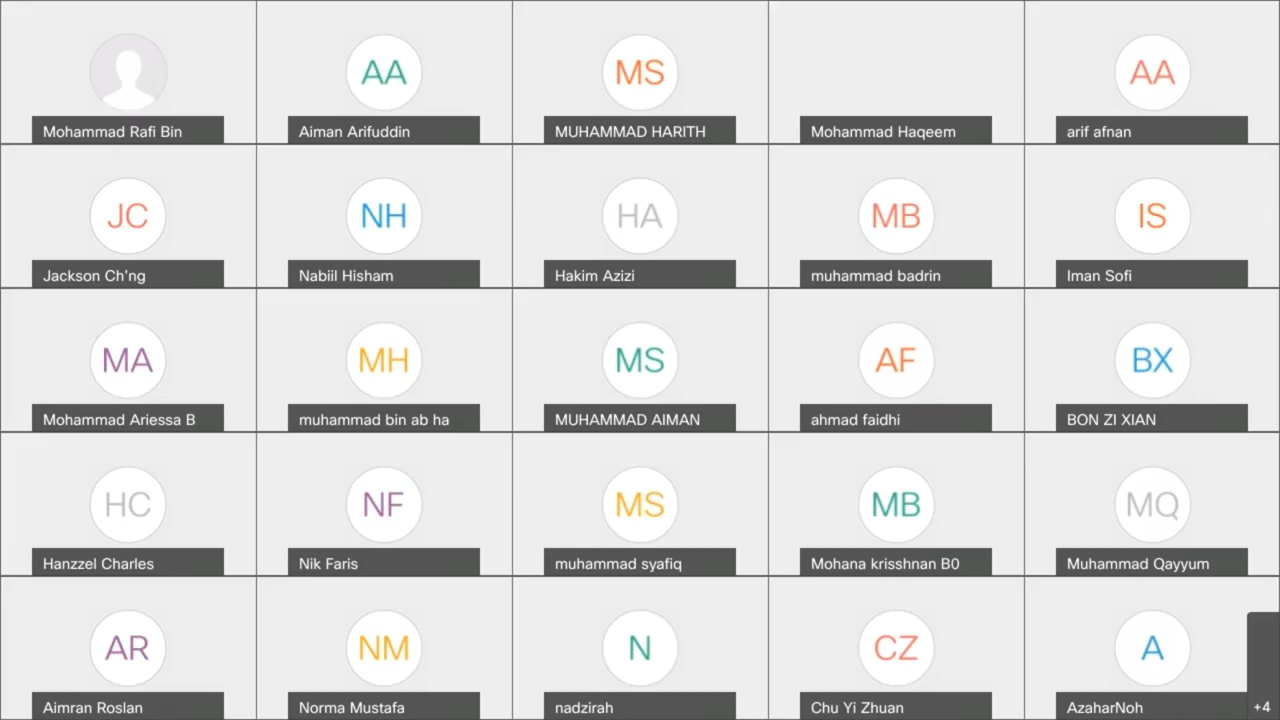 AA
MS
AA
Mohammad Rafi Bin
Aiman Arifuddin
MUHAMMAD HARITH
Mohammad Haqeem
arif afnan
JC
NH
HA
MB
IS
Jackson Ch'ng
Nabiil Hisham
Hakim Azizi
muhammad badrin
Iman Sofi
MA
MH
MS
AF
BX
Mohammad Ariessa B
muhammad bin ab ha
MUHAMMAD AIMAN
ahmad faidhi
BON ZI XIAN
HC
NF
MS
MB
MQ
Hanzzel Charles
Nik Faris
muhammad syafiq
Mohana krisshnan B0
Muhammad Qayyum
AR
NM
N
CZ
A
Aimran Roslan
Norma Mustafa
nadzirah
Chu Yi Zhuan
AzaharNoh
+4